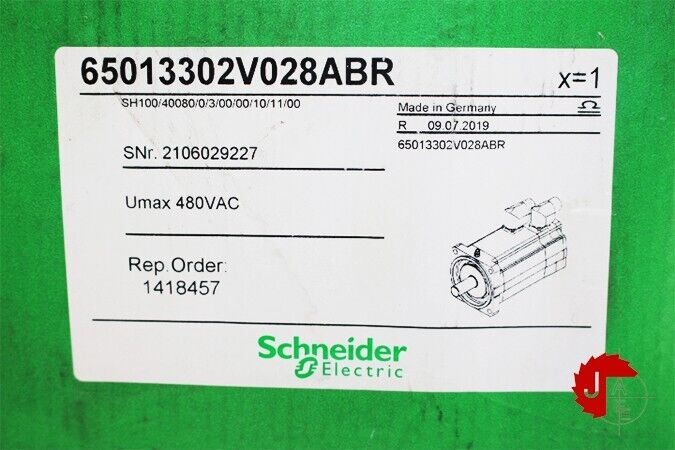 65013302V028ABR
x=1
SH100/40080/0/3/00/00/10/11/00
Made in Germany
R 09.07.2019
65013302V028ABR
SNr. 2106029227
Umax 480VAC
Rep.Order:
1418457
Schneider
Electric
J